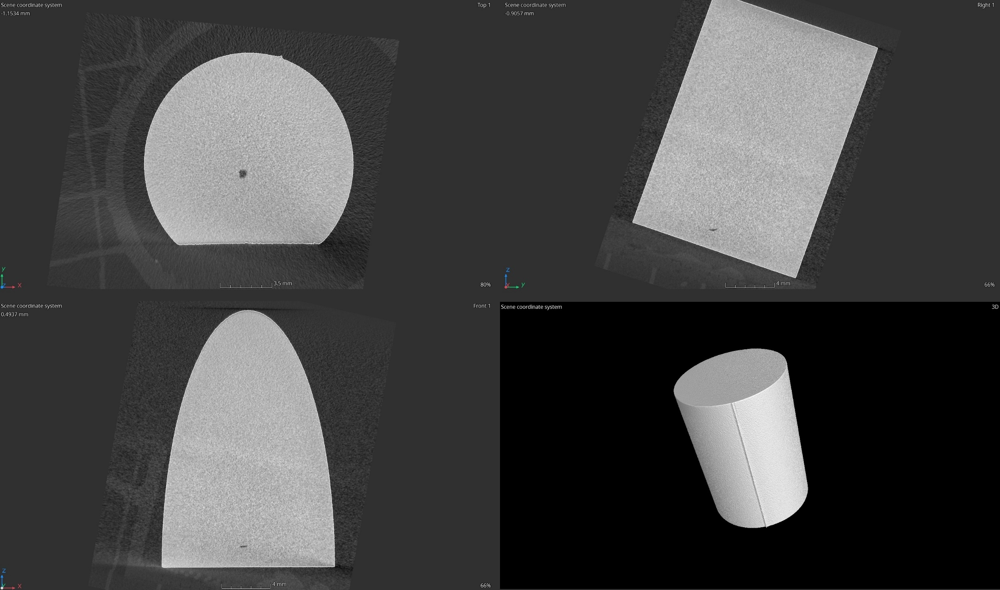 Scene coordinate system
-1.1534 mm
Top 1
y
z
x
3.5 mm
80%
Scene coordinate system
-0.9057 mm
Right 1
z
x
y
4 mm
66%
Scene coordinate system
0.4937 mm
Front 1
z
y
x
4 mm
66%
Scene coordinate system
3D